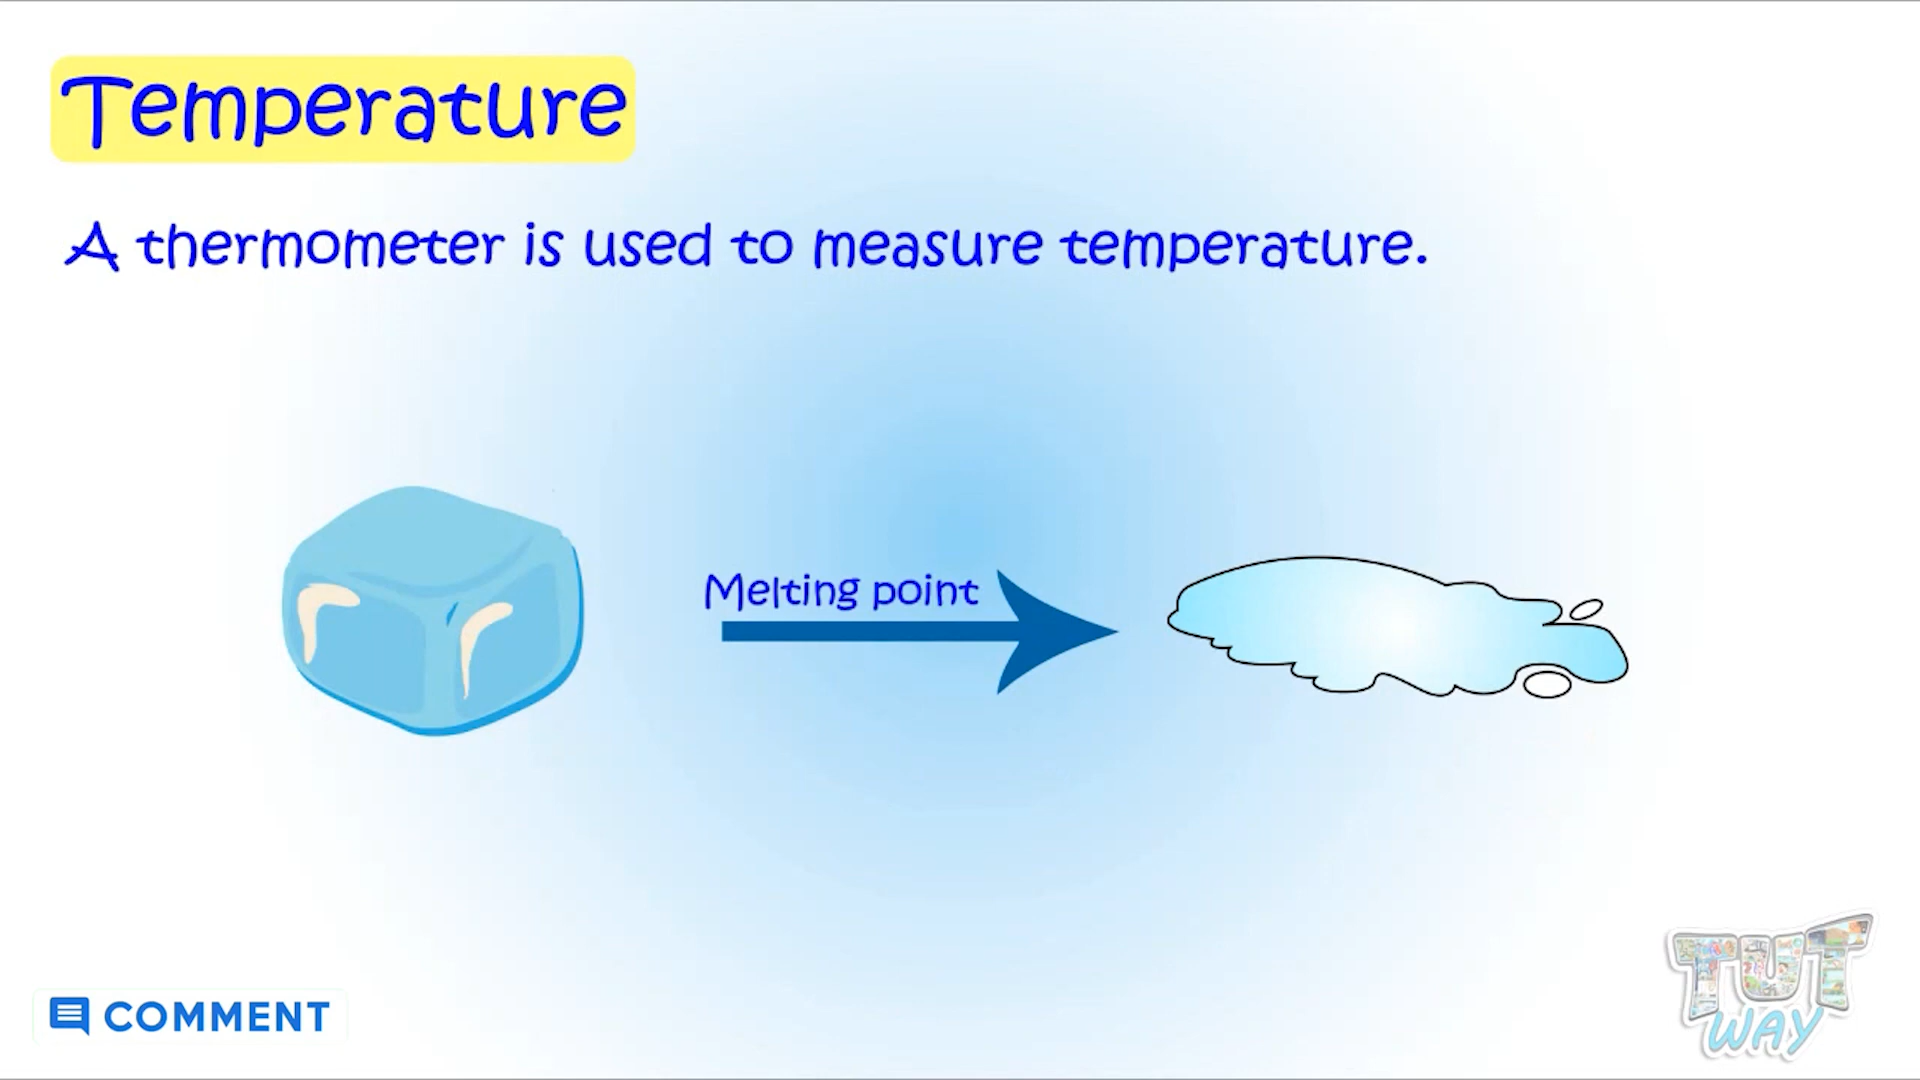 Temperature
A thermometer is used to measure temperature.
Melting point
COMMENT
TUT
WAY